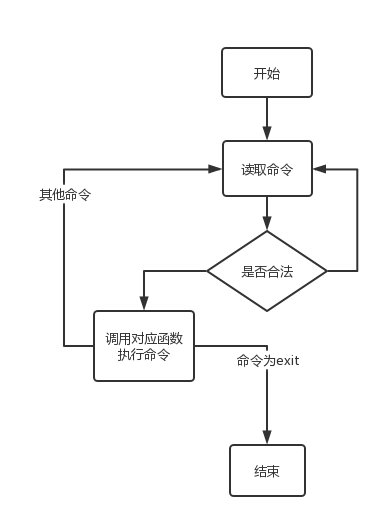 开始
读取命令
其他命令
是否合法
调用对应函数
执行命令
命令为exit
结束